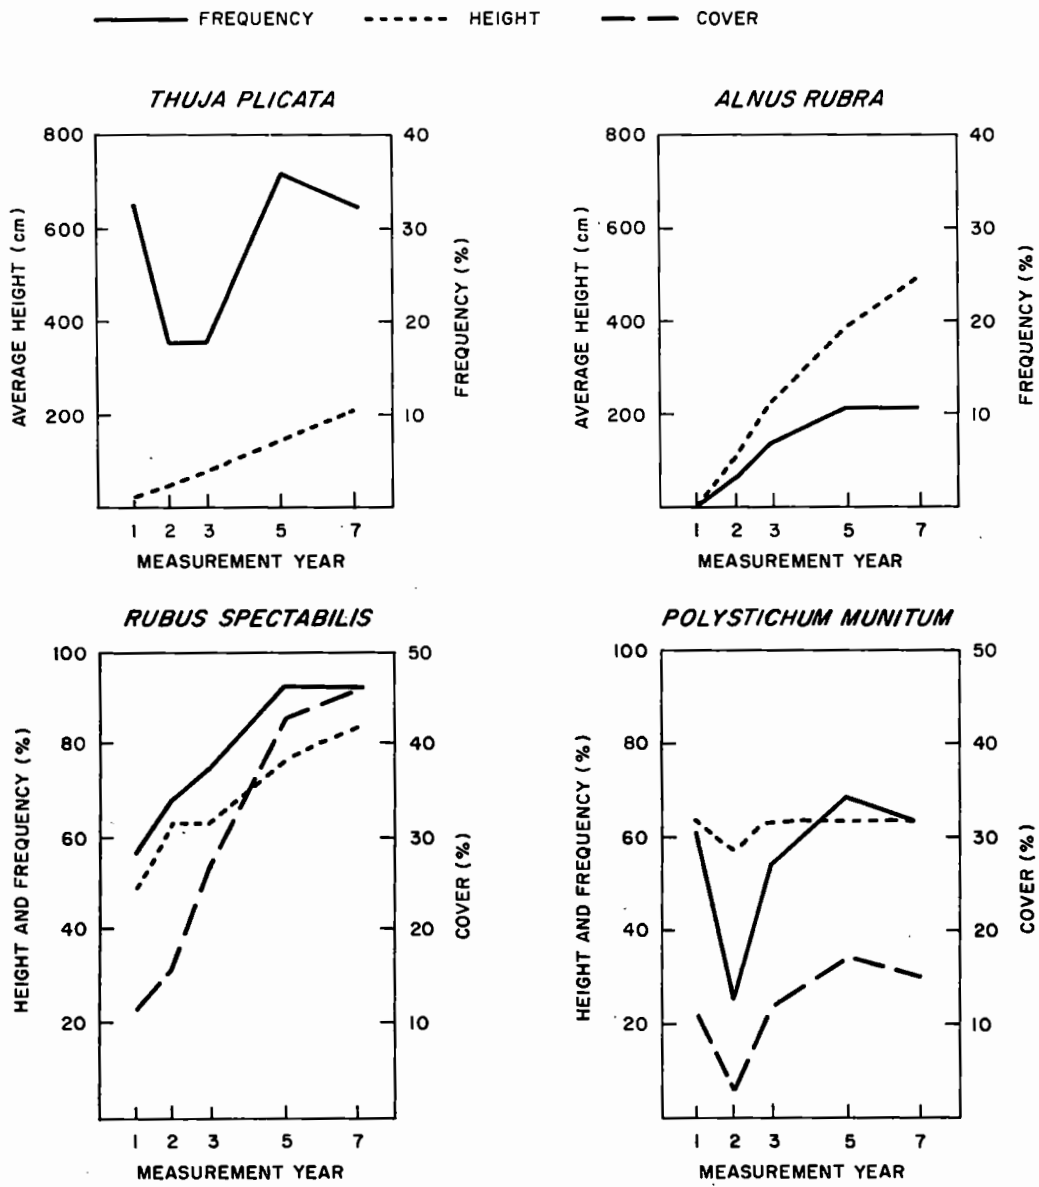 FREQUENCY HEIGHT COVER
THUJA PLICATA
800
600
400
200
AVERAGE HEIGHT (cm)
40
30
20
10
FREQUENCY (%)
1 2 3 5 7
MEASUREMENT YEAR
ALNUS RUBRA
800
600
400
200
AVERAGE HEIGHT (cm)
40
30
20
10
FREQUENCY (%)
1 2 3 5 7
MEASUREMENT YEAR
RUBUS SPECTABILIS
100
80
60
40
20
HEIGHT AND FREQUENCY (%)
50
40
30
20
10
COVER (%)
1 2 3 5 7
MEASUREMENT YEAR
POLYSTICHUM MUNITUM
100
80
60
40
20
HEIGHT AND FREQUENCY (%)
50
40
30
20
10
COVER (%)
1 2 3 5 7
MEASUREMENT YEAR